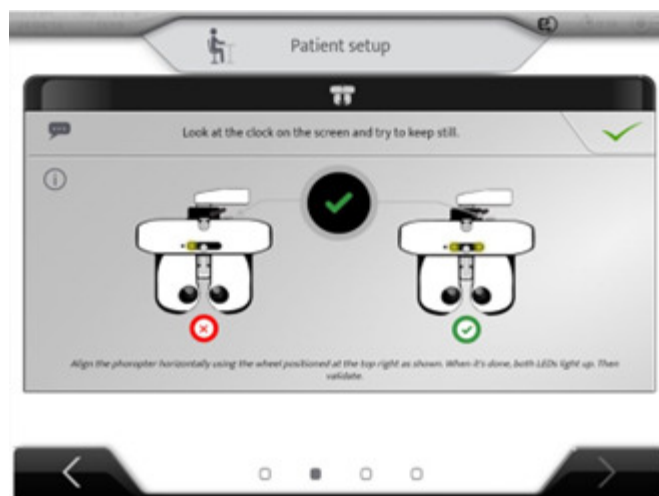 Patient setup
Look at the clock on the screen and try to keep still.
Align the phoropter horizontally using the wheel positioned at the top right as shown. When it's done, both LEDs light up. Then
validate.